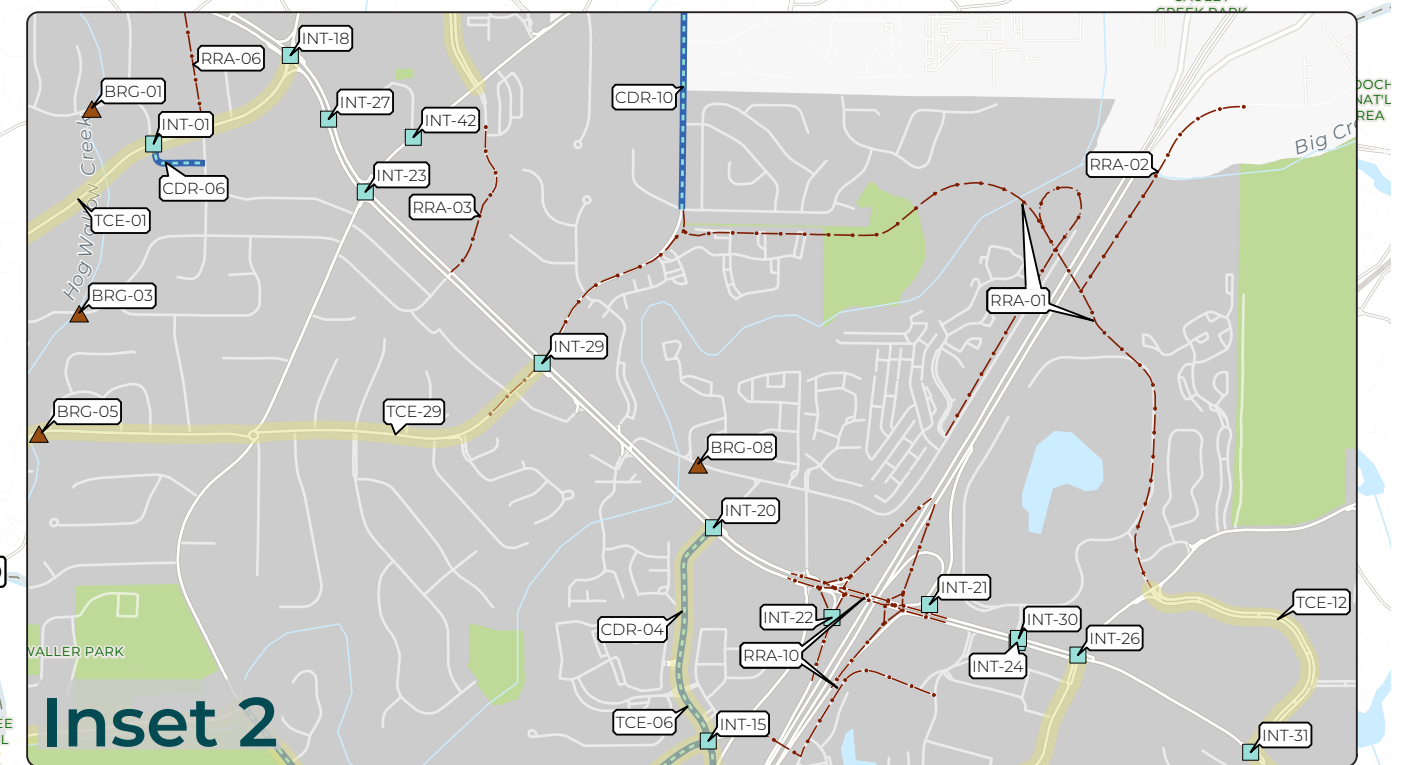 CREEK PARK
INT-18
RRA-06
BRG-01
INT-27
CDR-10
OCH
NAT'L
REA
INT-01
INT-42
Big Cr
RRA-02
CDR-06
INT-23
RRA-03
TCE-01
Hog Wallow Creek
BRG-03
RRA-01
INT-29
BRG-05
TCE-29
BRG-08
INT-20
INT-21
TCE-12
INT-22
INT-30
CDR-04
INT-26
WALLER PARK
RRA-10
INT-24
Inset 2
TCE-06
INT-15
INT-31
EE
L